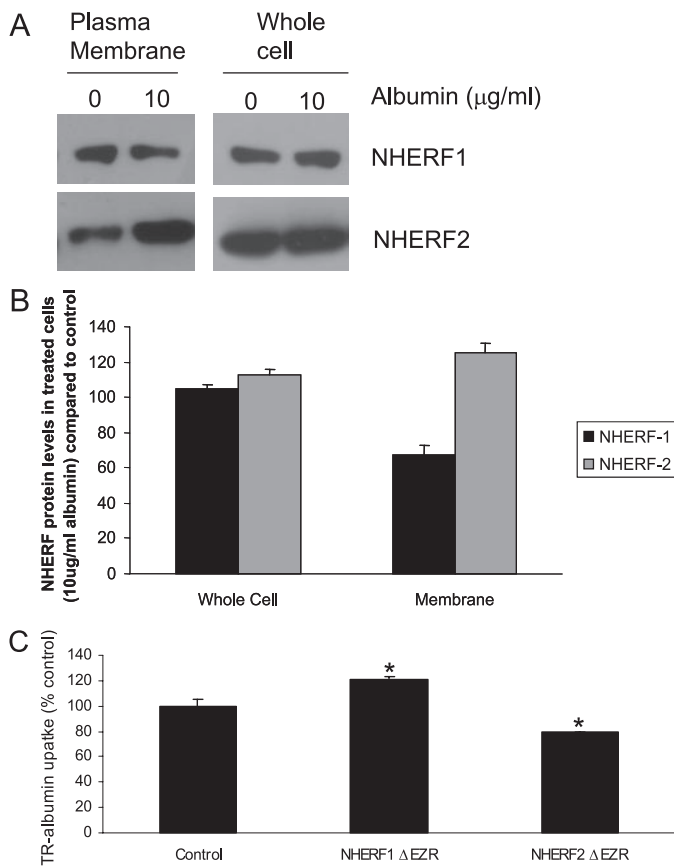 A
Plasma
Membrane
Whole
cell
0 10 0 10 Albumin (μg/ml)
NHERF1
NHERF2
B
NHERF protein levels in treated cells
(10ug/ml albumin) compared to control
140
120
100
80
60
40
20
0
Whole Cell
Membrane
NHERF-1
NHERF-2
C
TR-albumin upatke (% control)
140
120
100
80
60
40
20
0
*
*
Control
NHERF1 ΔEZR
NHERF2 ΔEZR